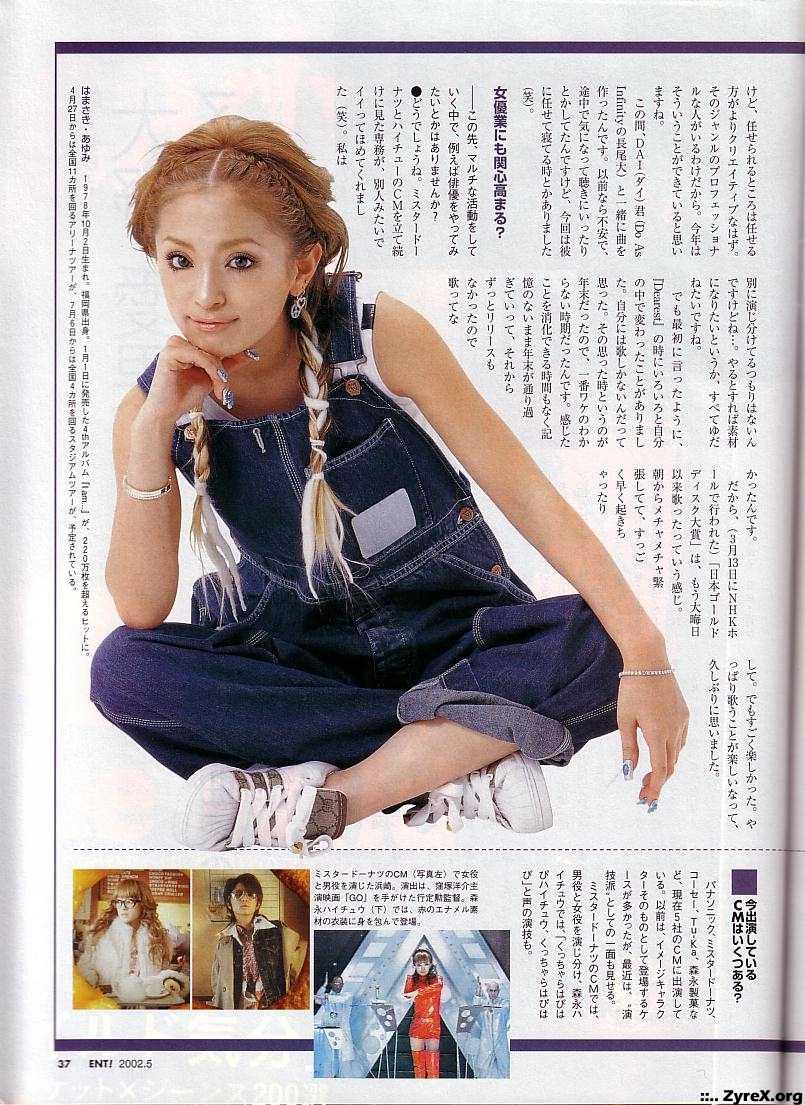 けど、任せられるところは任せる
方がよりクリエイティブなはず。
そのジャンルのプロフェッショナ
ルな人がいるわけだから。今年は
そういうことができていると思い
ますね。
この間、DAI（ダイ）君（Do As
Infinityの長尾大）と一緒に曲を
作ったんです。以前なら不安で、
途中で気になって聴きにいったり
とかしてたんですけど、今回は彼
に任せて寝てる時とかありました
（笑）。
女優業にも関心高まる？
──この先、マルチな活動をして
いく中で、例えば俳優をやってみ
たいとかはありませんか？
●どうでしょうね。ミスタードー
ナツとハイチューのCMを立て続
けに見た専務が、別人みたいで
イイってほめてくれまし
た（笑）。私は
別に演じ分けてるつもりはないん
ですけどね…。やるとすれば素材
になりたいというか、すべてゆだ
ねたいですね。
でも最初に言ったように、
『Dearest』の時にいろいろと自分
の中で変わったことがありまし
た。自分には歌しかないんだって
思った。その思った時というのが
年末だったので、一番ワケのわか
らない時期だったんです。感じた
ことを消化できる時間もなく記
憶のないまま年末が通り過
ぎていって、それから
ずっとリリースも
なかったので
歌ってな
かったんです。
だから、（3月13日にNHKホ
ールで行われた）「日本ゴールド
ディスク大賞」は、もう大晦日
以来歌ったっていう感じ。
朝からメチャメチャ緊
張してて、すっご
く早く起きち
ゃったり
して。でもすごく楽しかった。や
っぱり歌うことが楽しいなって、
久しぶりに思いました。
はまさき・あゆみ　1978年10月2日生まれ。福岡県出身。1月1日に発売した4thアルバム『I am...』が、220万枚を超えるヒットに。
4月27日からは全国11カ所を回るアリーナツアーが、7月6日からは全国4カ所を回るスタジアムツアーが、予定されている。
今出演している
CMはいくつある？
パナソニック、ミスタードーナツ、
コーセー、Tu-Ka、森永製菓な
ど、現在5社のCMに出演して
いる。以前は、イメージキャラク
ターそのものとして登場するケ
ースが多かったが、最近は、“演
技派”としての一面も見せる。
ミスタードーナツのCMでは、
男役と女役を演じ分け、森永ハ
イチュウでは、「くっちゃらはぴは
ぴハイチュウ、くっちゃらはぴは
ぴ」と声の演技も。
ミスタードーナツのCM（写真左）で女役
と男役を演じた浜崎。演出は、窪塚洋介主
演映画「GO」を手がけた行定勲監督。森
永ハイチュウ（下）では、赤のエナメル素
材の衣装に身を包んで登場。
37 ENT! 2002.5
::.. ZyreX.org